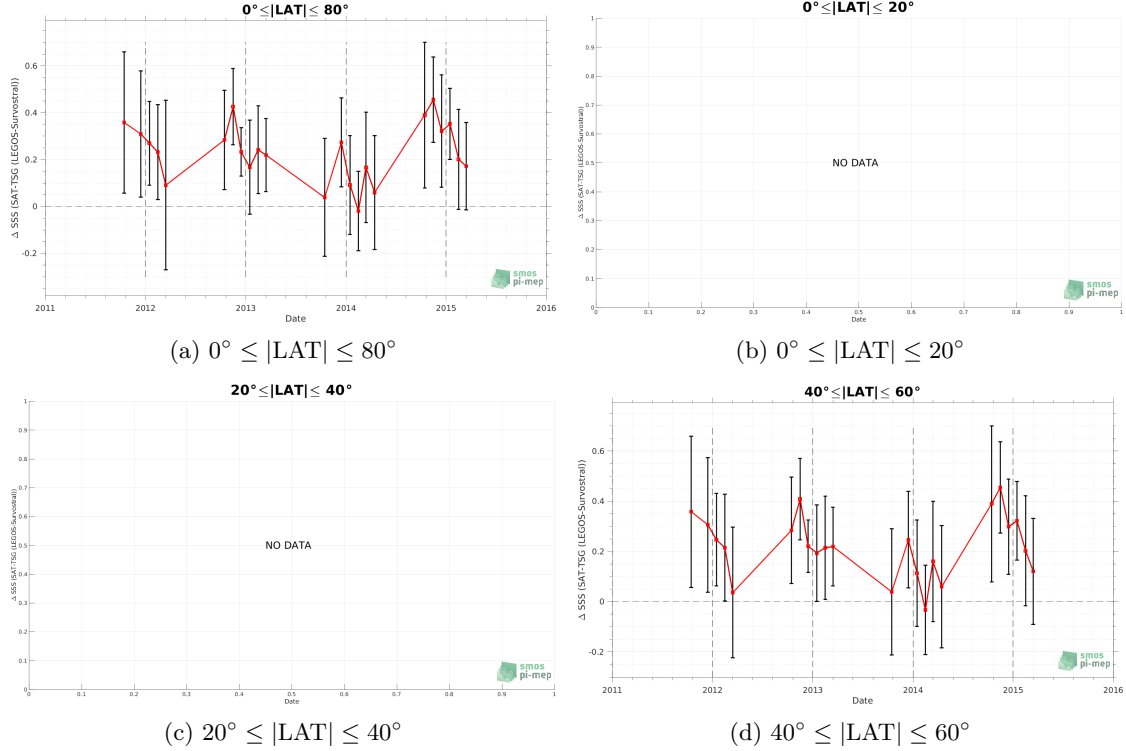 0°≤|LAT|≤ 80°
Δ SSS (SAT-TSG (LEGOS-Survostral))
0.6
0.4
0.2
0
-0.2
2011 2012 2013 2014 2015 2016
Date
smos
pi-mep
(a) 0° ≤ |LAT| ≤ 80°
0°≤|LAT|≤ 20°
Δ SSS (SAT-TSG (LEGOS-Survostral))
1
0.9
0.8
0.7
0.6
0.5
0.4
0.3
0.2
0.1
0
NO DATA
0 0.1 0.2 0.3 0.4 0.5 0.6 0.7 0.8 0.9 1
Date
smos
pi-mep
(b) 0° ≤ |LAT| ≤ 20°
20°≤|LAT|≤ 40°
Δ SSS (SAT-TSG (LEGOS-Survostral))
1
0.9
0.8
0.7
0.6
0.5
0.4
0.3
0.2
0.1
0
NO DATA
0 0.1 0.2 0.3 0.4 0.5 0.6 0.7 0.8 0.9 1
Date
smos
pi-mep
(c) 20° ≤ |LAT| ≤ 40°
40°≤|LAT|≤ 60°
Δ SSS (SAT-TSG (LEGOS-Survostral))
0.6
0.4
0.2
0
-0.2
2011 2012 2013 2014 2015 2016
Date
smos
pi-mep
(d) 40° ≤ |LAT| ≤ 60°